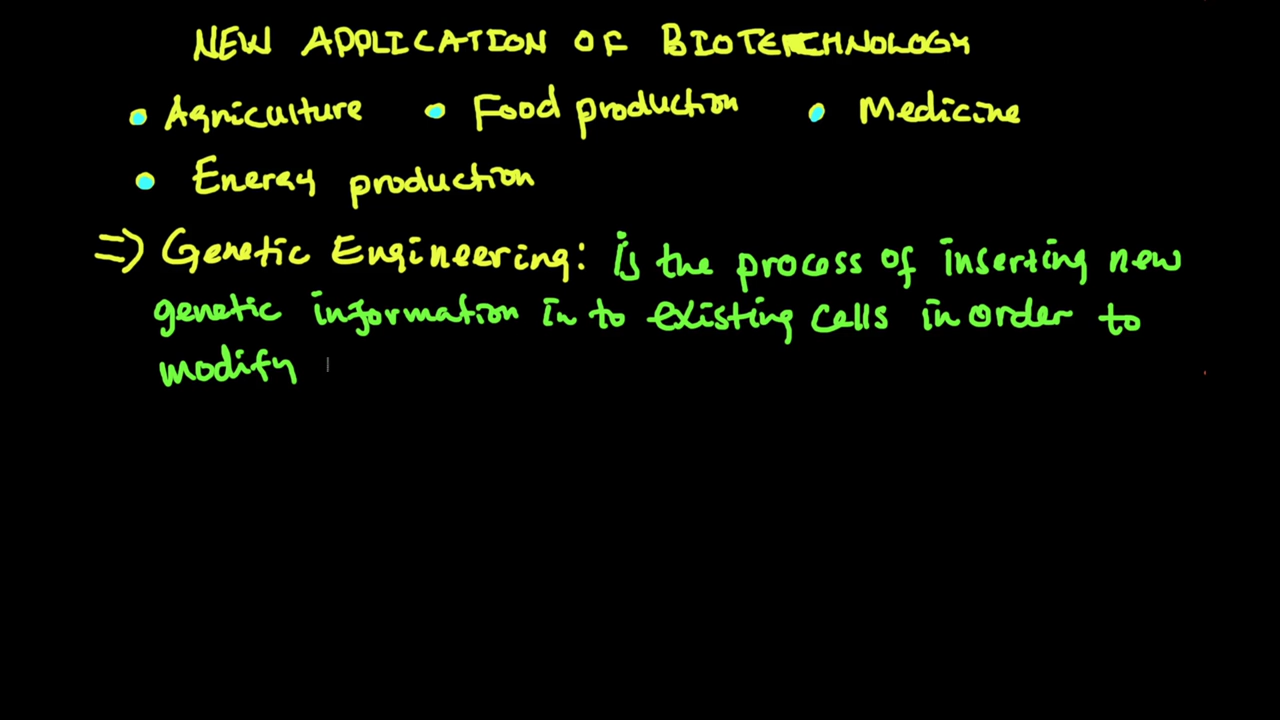 NEW APPLICATION OF BIOTECHNOLOGY
• Agriculture • Food production • Medicine
• Energy production
=> Genetic Engineering: is the process of inserting new
genetic information in to existing cells in order to
modify